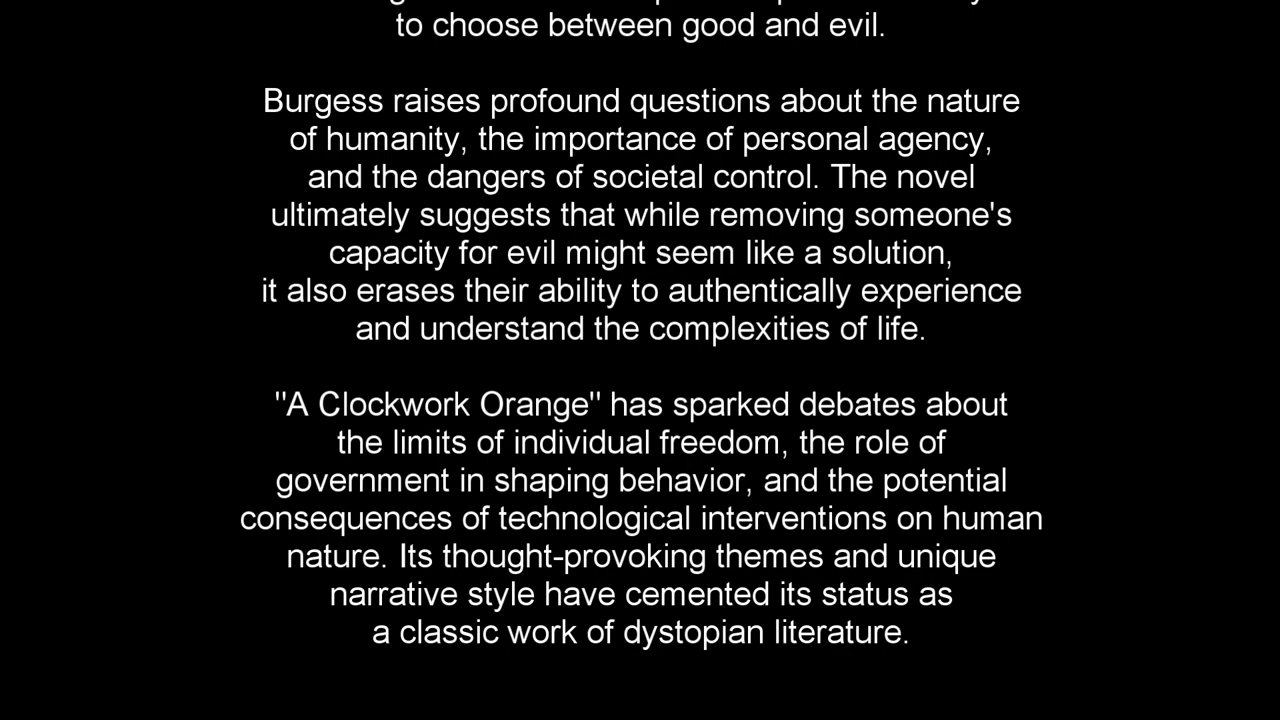 to choose between good and evil.
Burgess raises profound questions about the nature
of humanity, the importance of personal agency,
and the dangers of societal control. The novel
ultimately suggests that while removing someone's
capacity for evil might seem like a solution,
it also erases their ability to authentically experience
and understand the complexities of life.
"A Clockwork Orange" has sparked debates about
the limits of individual freedom, the role of
government in shaping behavior, and the potential
consequences of technological interventions on human
nature. Its thought-provoking themes and unique
narrative style have cemented its status as
a classic work of dystopian literature.